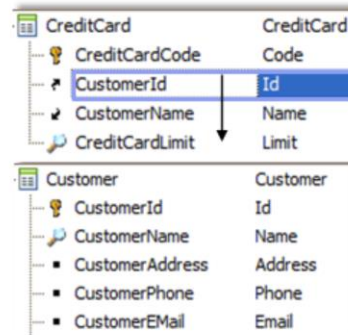 CreditCard CreditCard
CreditCardCode Code
CustomerId Id
CustomerName Name
CreditCardLimit Limit
Customer Customer
CustomerId Id
CustomerName Name
CustomerAddress Address
CustomerPhone Phone
CustomerEMail Email